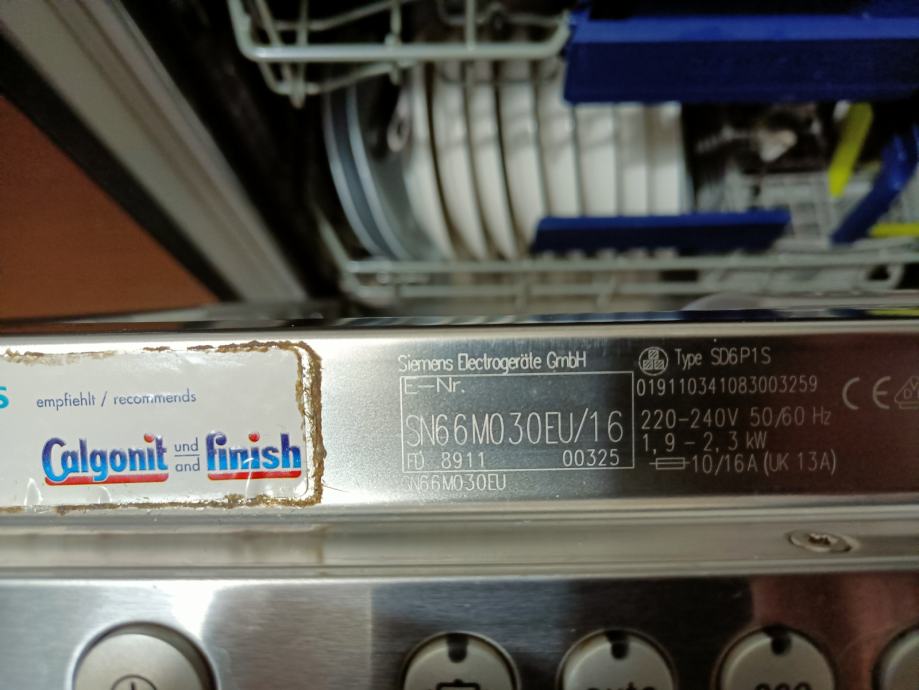 empfiehlt / recommends
Calgonit und/and finish
Siemens Electrogeräte GmbH
E-Nr.
SN66M030EU/16
FD 8911 00325
SN66M030EU
Type SD6P1S
019110341083003259
220-240V 50/60 Hz
1,9 - 2,3 kW
10/16A (UK 13A)
CE
auto